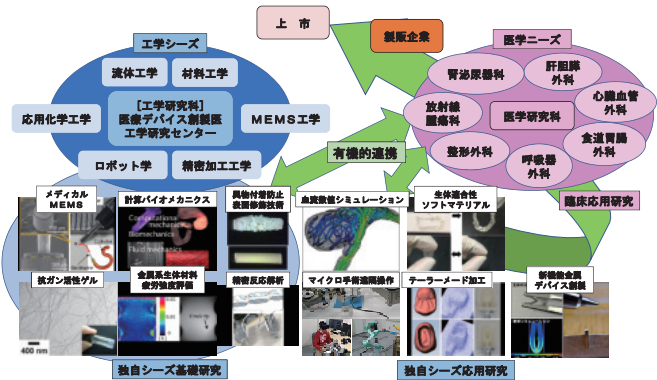 上 市
製販企業
工学シーズ
医学ニーズ
流体工学
材料工学
応用化学工学
［工学研究科］
医療デバイス創製医
工学研究センター
ＭＥＭＳ工学
ロボット学
精密加工工学
腎泌尿器科
肝胆膵
外科
放射線
腫瘍科
医学研究科
心臓血管
外科
整形外科
呼吸器
外科
食道胃腸
外科
有機的連携
臨床応用研究
メディカル
ＭＥＭＳ
計算バイオメカニクス
異物付着防止
表面修飾技術
血流数値シミュレーション
生体適合性
ソフトマテリアル
Computational
mechanics
Biomechanics
Fluid mechanics
抗ガン活性ゲル
金属系生体材料
疲労強度評価
精密反応解析
マイクロ手術遠隔操作
テーラーメード加工
新機能金属
デバイス創製
400 nm
独自シーズ基礎研究
独自シーズ応用研究